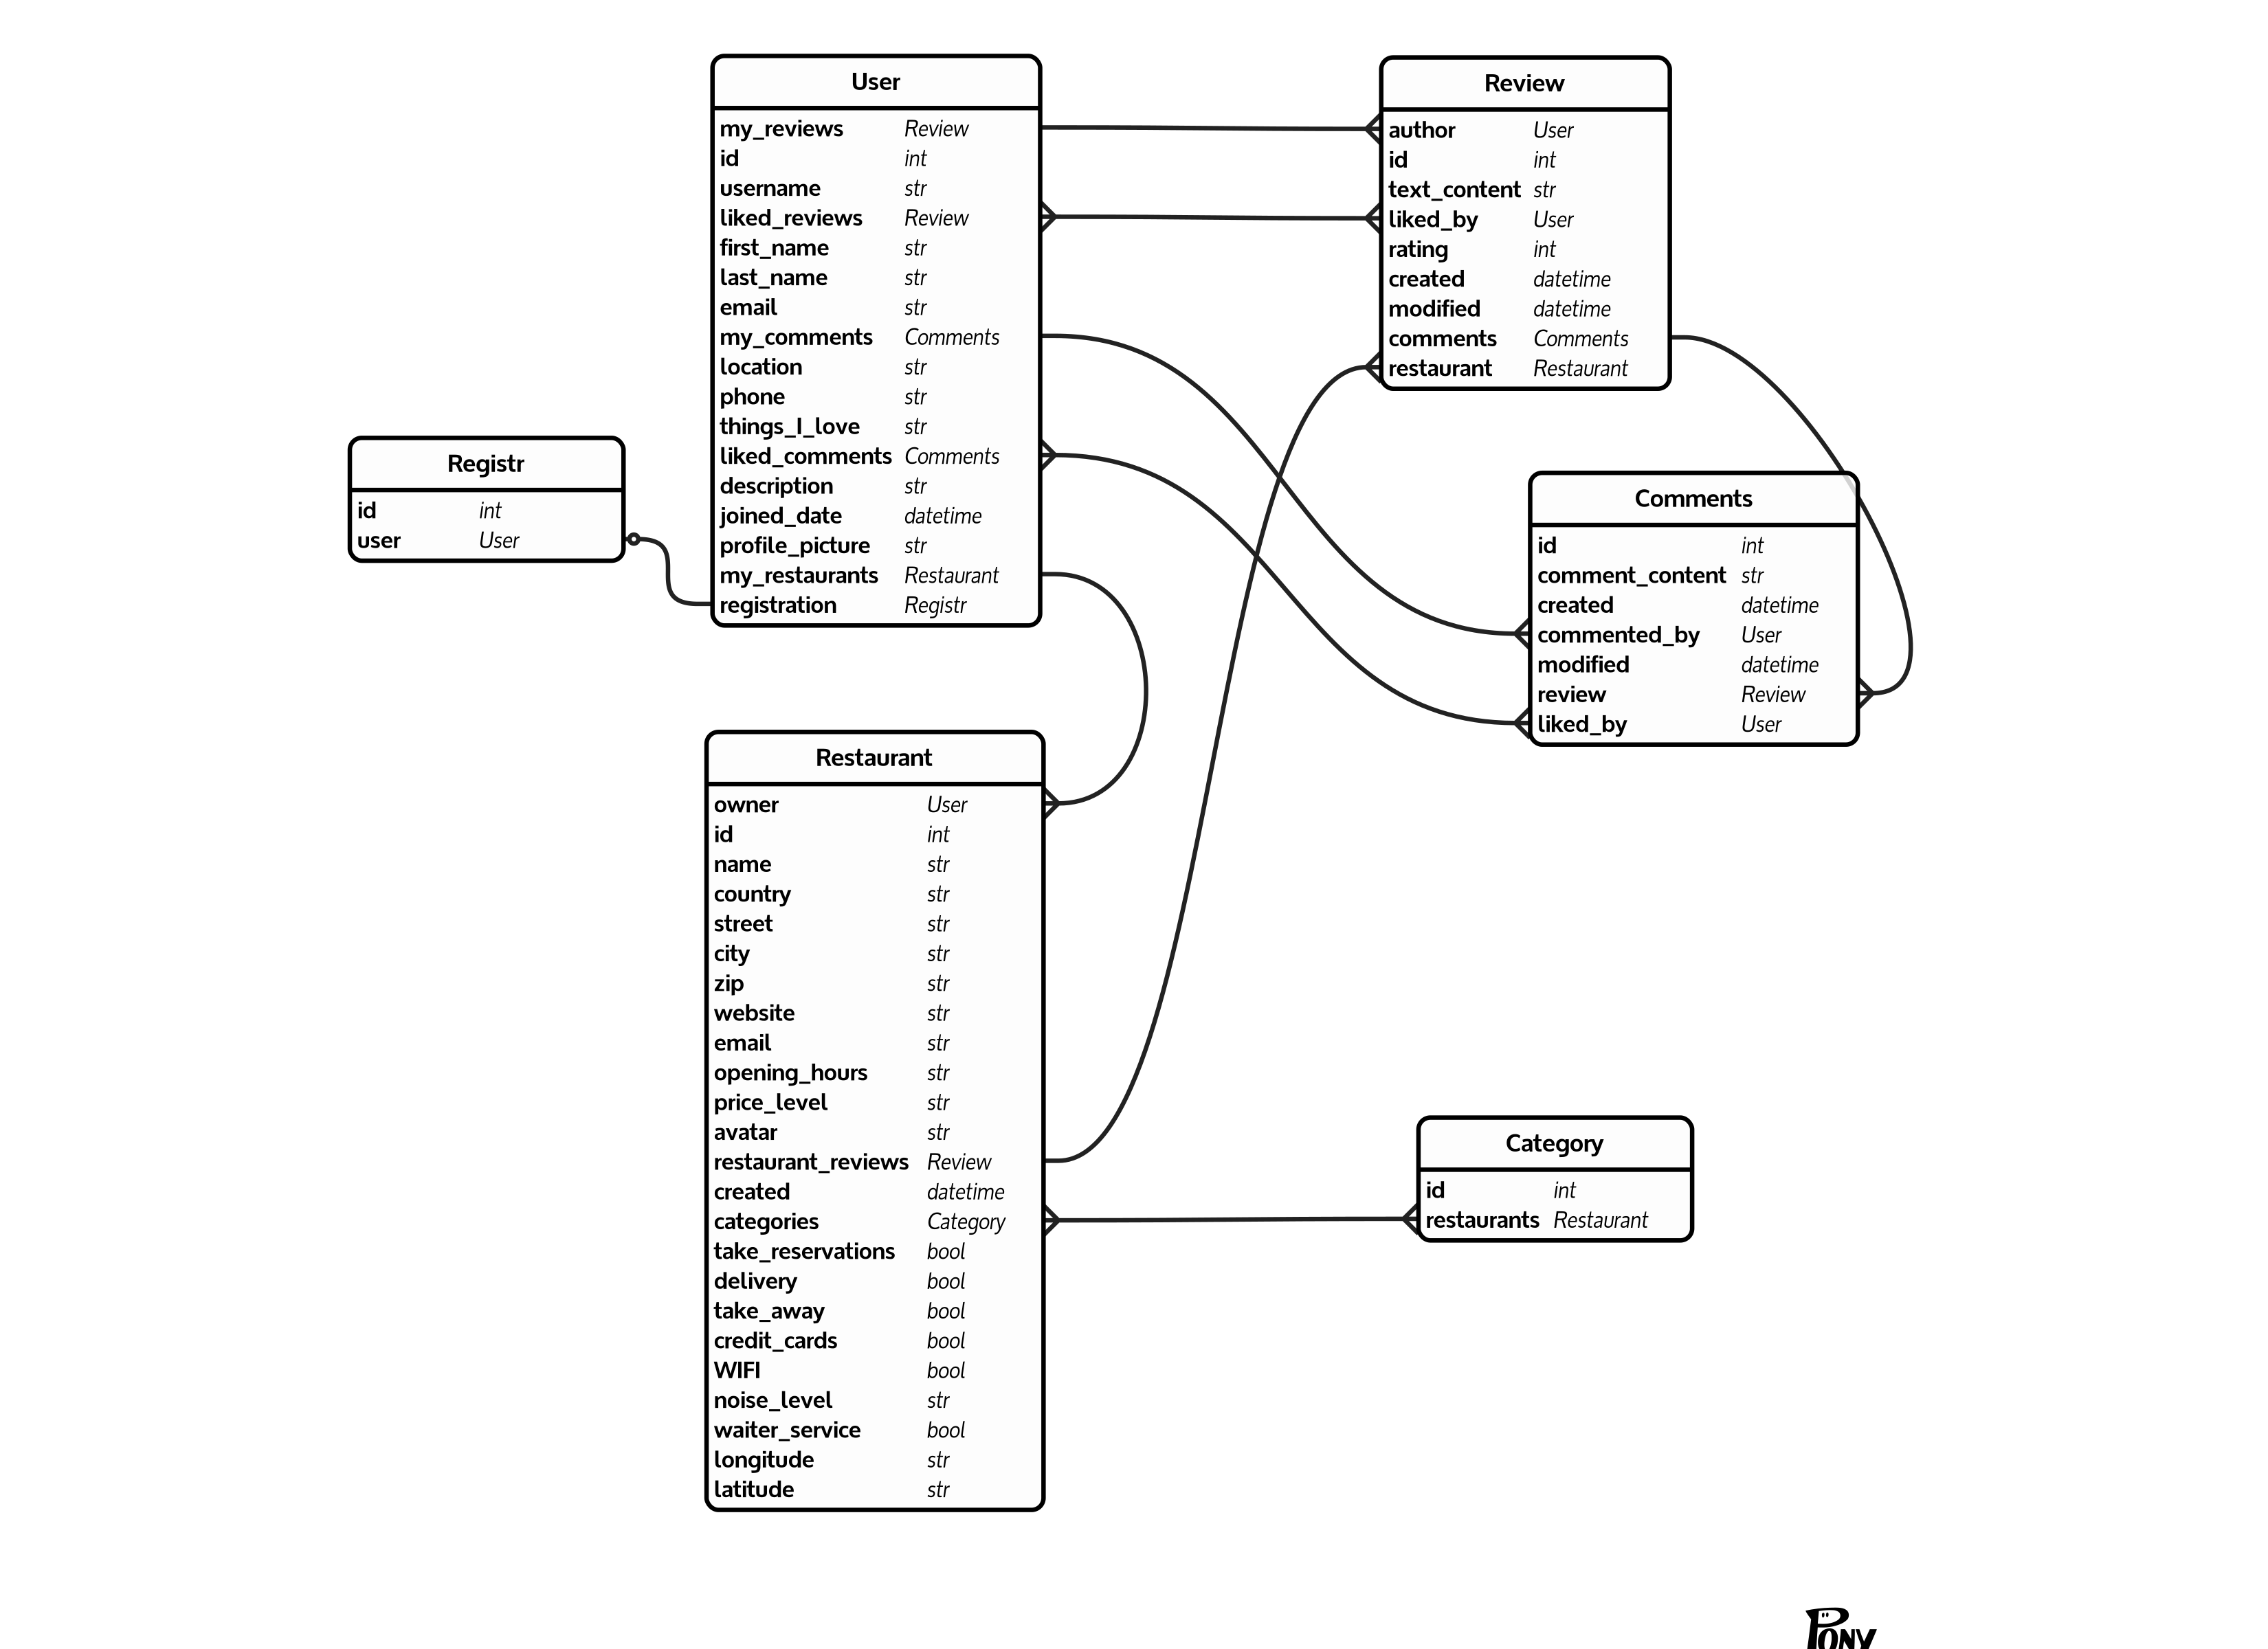 User
my_reviews Review
id int
username str
liked_reviews Review
first_name str
last_name str
email str
my_comments Comments
location str
phone str
things_I_love str
liked_comments Comments
description str
joined_date datetime
profile_picture str
my_restaurants Restaurant
registration Registr
Review
author User
id int
text_content str
liked_by User
rating int
created datetime
modified datetime
comments Comments
restaurant Restaurant
Registr
id int
user User
Comments
id int
comment_content str
created datetime
commented_by User
modified datetime
review Review
liked_by User
Restaurant
owner User
id int
name str
country str
street str
city str
zip str
website str
email str
opening_hours str
price_level str
avatar str
restaurant_reviews Review
created datetime
categories Category
take_reservations bool
delivery bool
take_away bool
credit_cards bool
WIFI bool
noise_level str
waiter_service bool
longitude str
latitude str
Category
id int
restaurants Restaurant
PONY